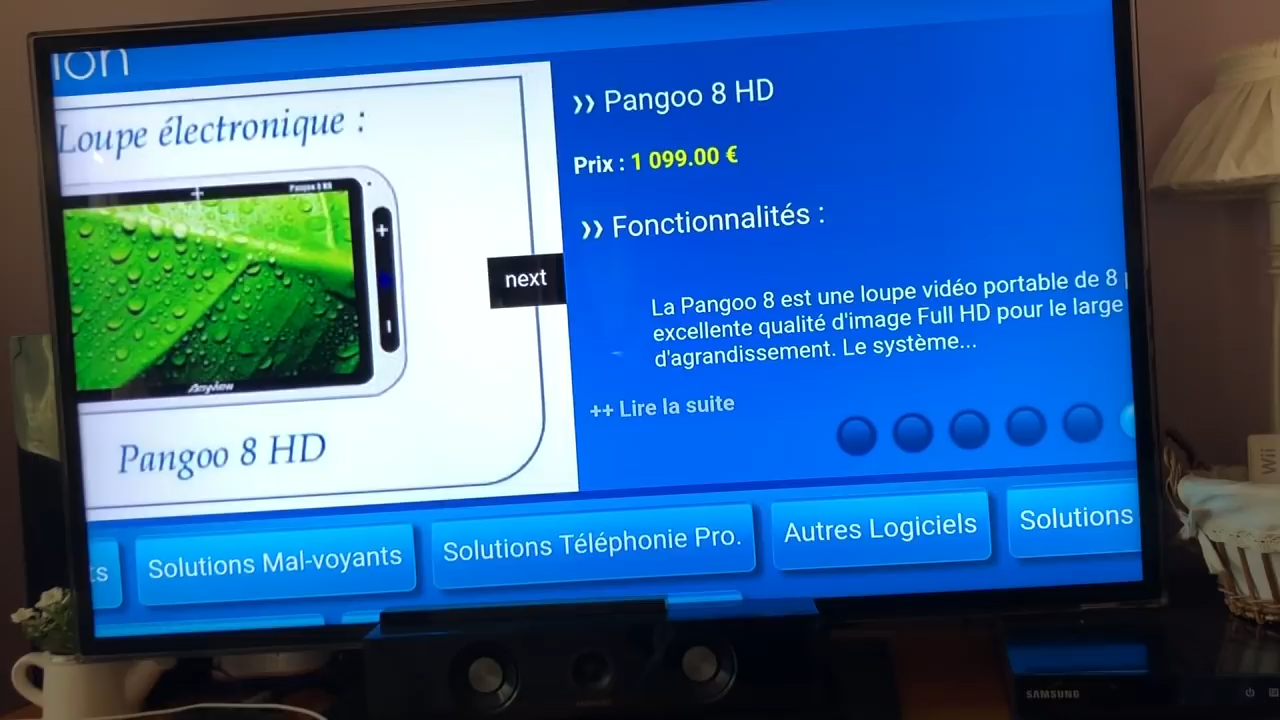 ion
Loupe électronique :
Pangoo 8 HD
Anyview
Pangoo 8 HD
next
›› Pangoo 8 HD
Prix : 1 099.00 €
›› Fonctionnalités :
La Pangoo 8 est une loupe vidéo portable de 8
excellente qualité d'image Full HD pour le large
d'agrandissement. Le système...
++ Lire la suite
ts
Solutions Mal-voyants
Solutions Téléphonie Pro.
Autres Logiciels
Solutions
Wii
SAMSUNG